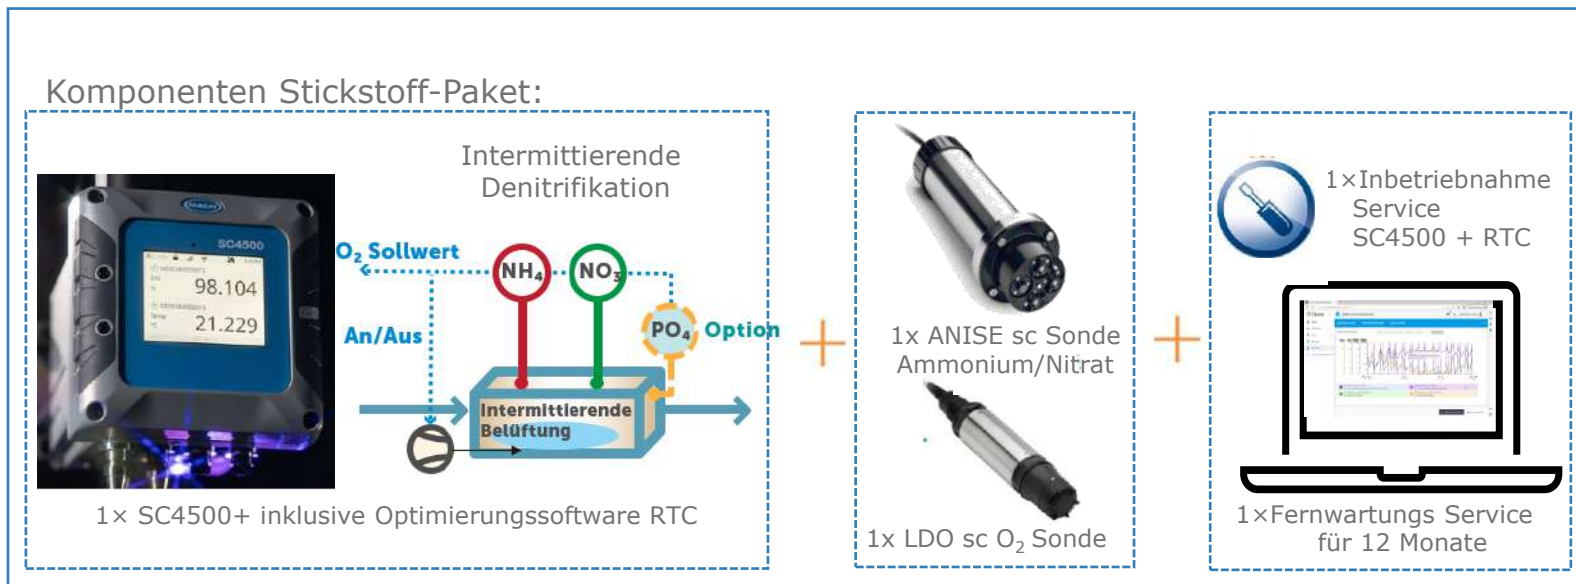 Komponenten Stickstoff-Paket:
Intermittierende
Denitrifikation
HACH
SC4500
98.104
21.229
O₂ Sollwert
NH₄
NO₃
An/Aus
PO₄ Option
Intermittierende
Belüftung
1× SC4500+ inklusive Optimierungssoftware RTC
+
1x ANISE sc Sonde
Ammonium/Nitrat
1x LDO sc O₂ Sonde
+
1×Inbetriebnahme
Service
SC4500 + RTC
1×Fernwartungs Service
für 12 Monate